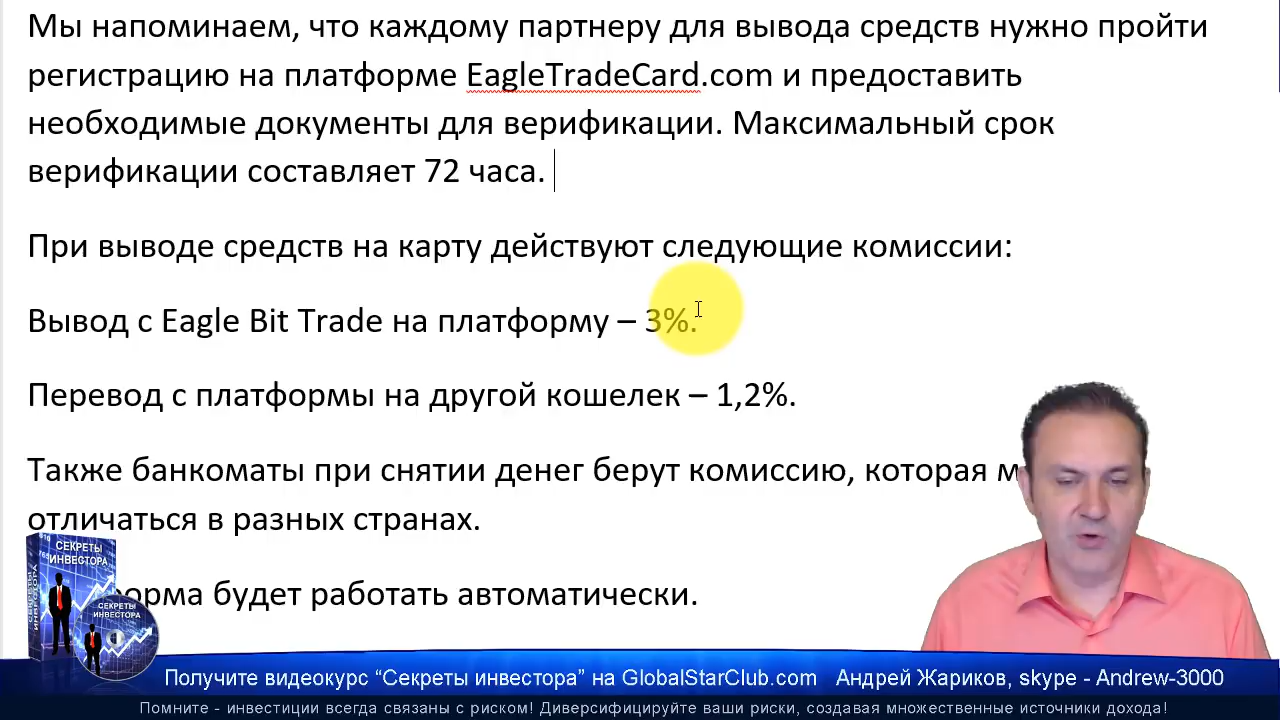 Мы напоминаем, что каждому партнеру для вывода средств нужно пройти
регистрацию на платформе EagleTradeCard.com и предоставить
необходимые документы для верификации. Максимальный срок
верификации составляет 72 часа.
При выводе средств на карту действуют следующие комиссии:
Вывод с Eagle Bit Trade на платформу – 3%.
Перевод с платформы на другой кошелек – 1,2%.
Также банкоматы при снятии денег берут комиссию, которая
отличаться в разных странах.
будет работать автоматически.
СЕКРЕТЫ
ИНВЕСТОРА
СЕКРЕТЫ
ИНВЕСТОРА
Получите видеокурс “Секреты инвестора” на GlobalStarClub.com Андрей Жариков, skype - Andrew-3000
Помните - инвестиции всегда связаны с риском! Диверсифицируйте ваши риски, создавая множественные источники дохода!